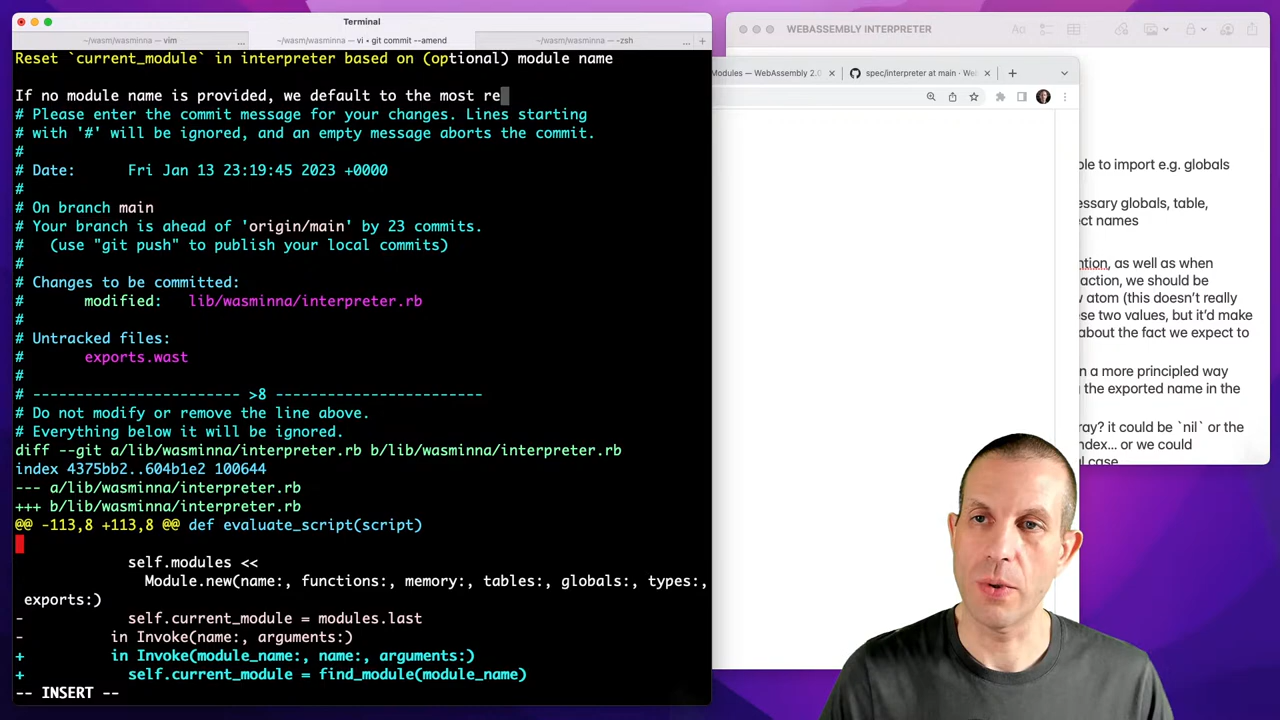 Terminal
~/wasm/wasminna — vim ...
~/wasm/wasminna — vi • git commit --amend
~/wasm/wasminna — -zsh ... +
Reset `current_module` in interpreter based on (optional) module name
If no module name is provided, we default to the most re
# Please enter the commit message for your changes. Lines starting
# with '#' will be ignored, and an empty message aborts the commit.
#
# Date:      Fri Jan 13 23:19:45 2023 +0000
#
# On branch main
# Your branch is ahead of 'origin/main' by 23 commits.
#   (use "git push" to publish your local commits)
#
# Changes to be committed:
#       modified:   lib/wasminna/interpreter.rb
#
# Untracked files:
#       exports.wast
#
# ------------------------ >8 ------------------------
# Do not modify or remove the line above.
# Everything below it will be ignored.
diff --git a/lib/wasminna/interpreter.rb b/lib/wasminna/interpreter.rb
index 4375bb2..604b1e2 100644
--- a/lib/wasminna/interpreter.rb
+++ b/lib/wasminna/interpreter.rb
@@ -113,8 +113,8 @@ def evaluate_script(script)
             self.modules <<
               Module.new(name:, functions:, memory:, tables:, globals:, types:,
 exports:)
-            self.current_module = modules.last
-          in Invoke(name:, arguments:)
+          in Invoke(module_name:, name:, arguments:)
+            self.current_module = find_module(module_name)
-- INSERT --
WEBASSEMBLY INTERPRETER
Aa
Modules — WebAssembly 2.0
spec/interpreter at main · We
ble to import e.g. globals
essary globals, table,
ect names
ntion, as well as when
action, we should be
w atom (this doesn't really
ese two values, but it'd make
about the fact we expect to
n a more principled way
g the exported name in the
ray? it could be `nil` or the
ndex... or we could
al case